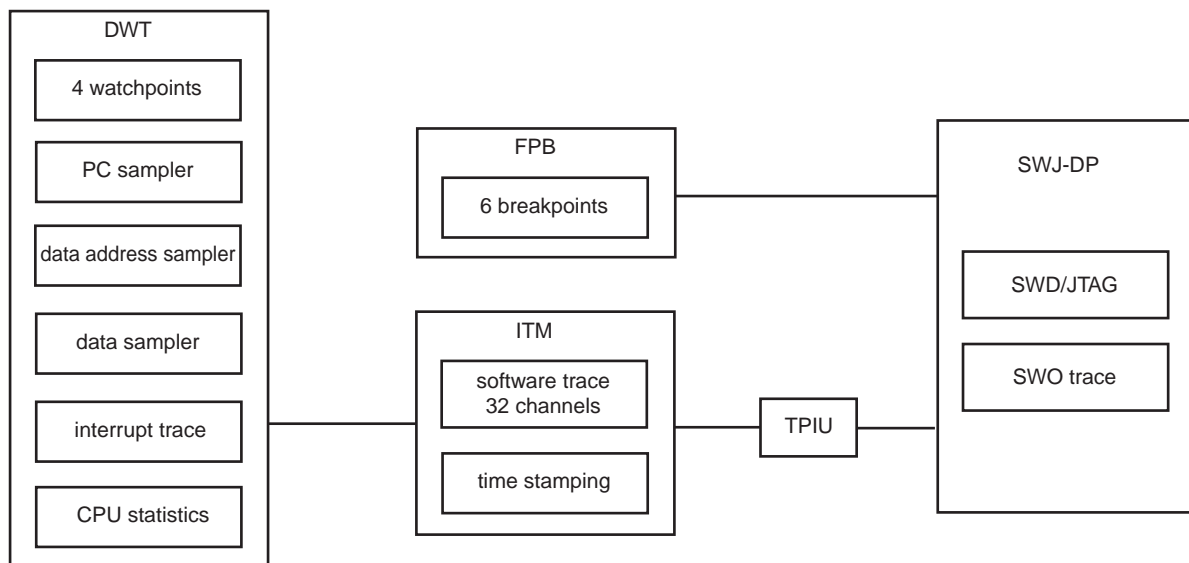 DWT
4 watchpoints
PC sampler
data address sampler
data sampler
interrupt trace
CPU statistics
FPB
6 breakpoints
ITM
software trace
32 channels
time stamping
TPIU
SWJ-DP
SWD/JTAG
SWO trace